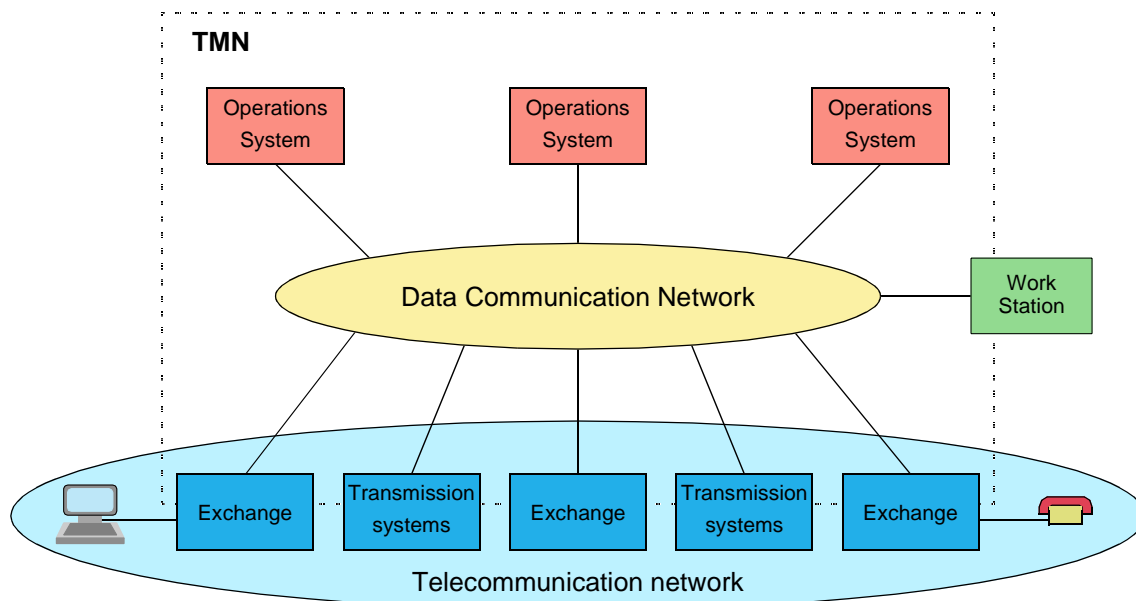 TMN
Operations
System
Operations
System
Operations
System
Data Communication Network
Work
Station
Exchange
Transmission
systems
Exchange
Transmission
systems
Exchange
Telecommunication network